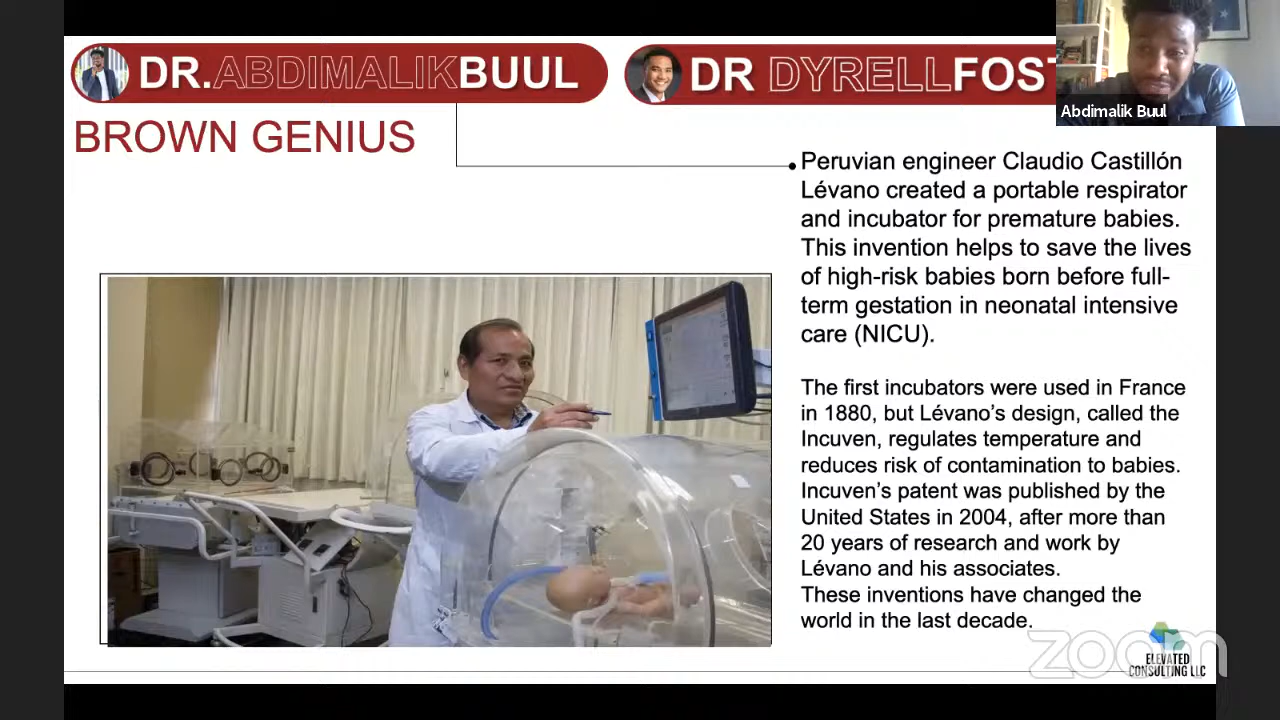 DR.ABDIMALIKBUUL
DR DYRELLFOST
Abdimalik Buul
BROWN GENIUS
Peruvian engineer Claudio Castillón
Lévano created a portable respirator
and incubator for premature babies.
This invention helps to save the lives
of high-risk babies born before full-
term gestation in neonatal intensive
care (NICU).
The first incubators were used in France
in 1880, but Lévano’s design, called the
Incuven, regulates temperature and
reduces risk of contamination to babies.
Incuven’s patent was published by the
United States in 2004, after more than
20 years of research and work by
Lévano and his associates.
These inventions have changed the
world in the last decade.
zoom
ELEVATED
CONSULTING LLC